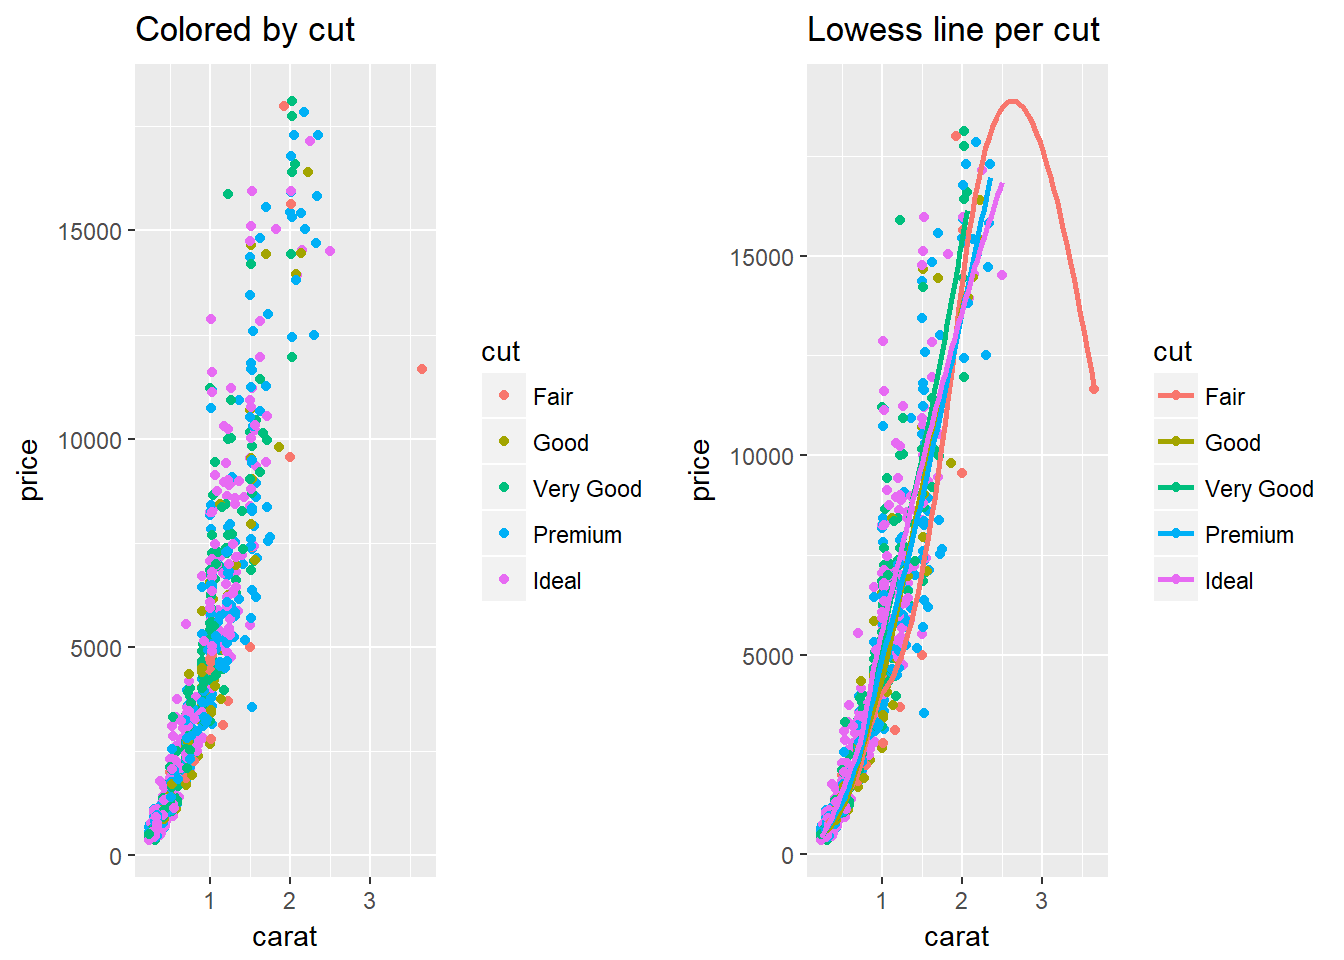 Colored by cut
price
15000
10000
5000
0
1 2 3
carat
cut
Fair
Good
Very Good
Premium
Ideal
Lowess line per cut
price
15000
10000
5000
0
1 2 3
carat
cut
Fair
Good
Very Good
Premium
Ideal